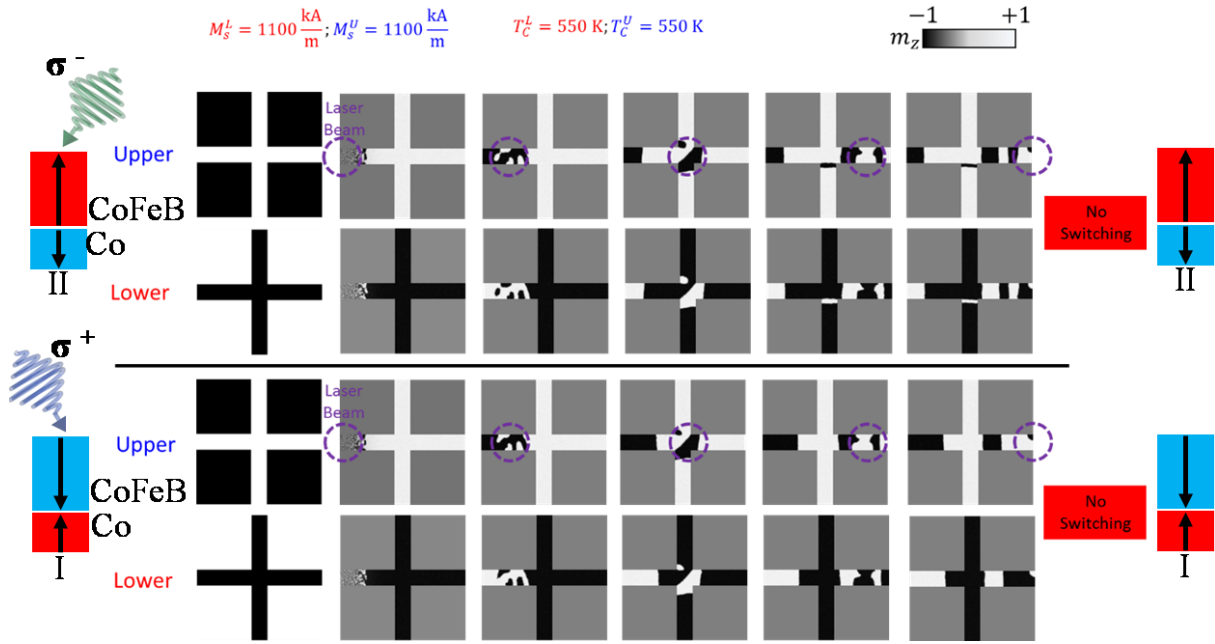 M_s^L = 1100 kA/m; M_s^U = 1100 kA/m
T_C^L = 550 K; T_C^U = 550 K
−1 +1
m_z
σ -
Laser
Beam
Upper
CoFeB
Co
II
Lower
No
Switching
II
σ +
Laser
Beam
Upper
CoFeB
Co
I
Lower
No
Switching
I